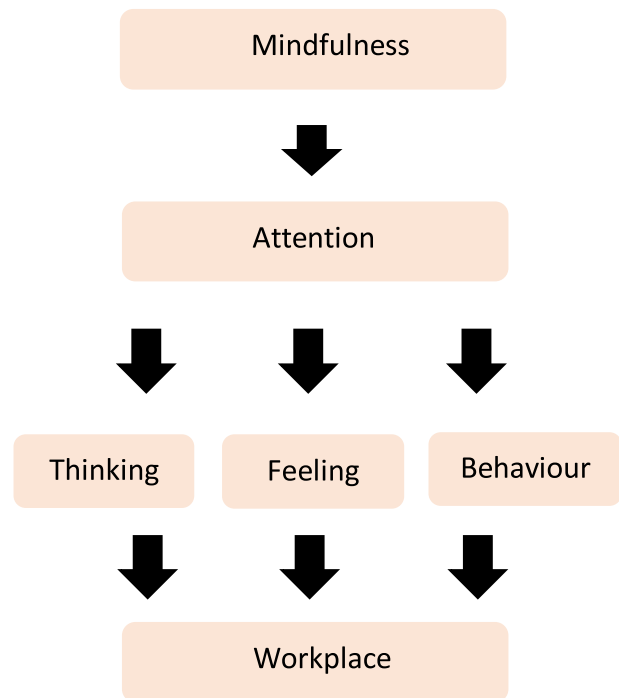 Mindfulness
Attention
Thinking
Feeling
Behaviour
Workplace